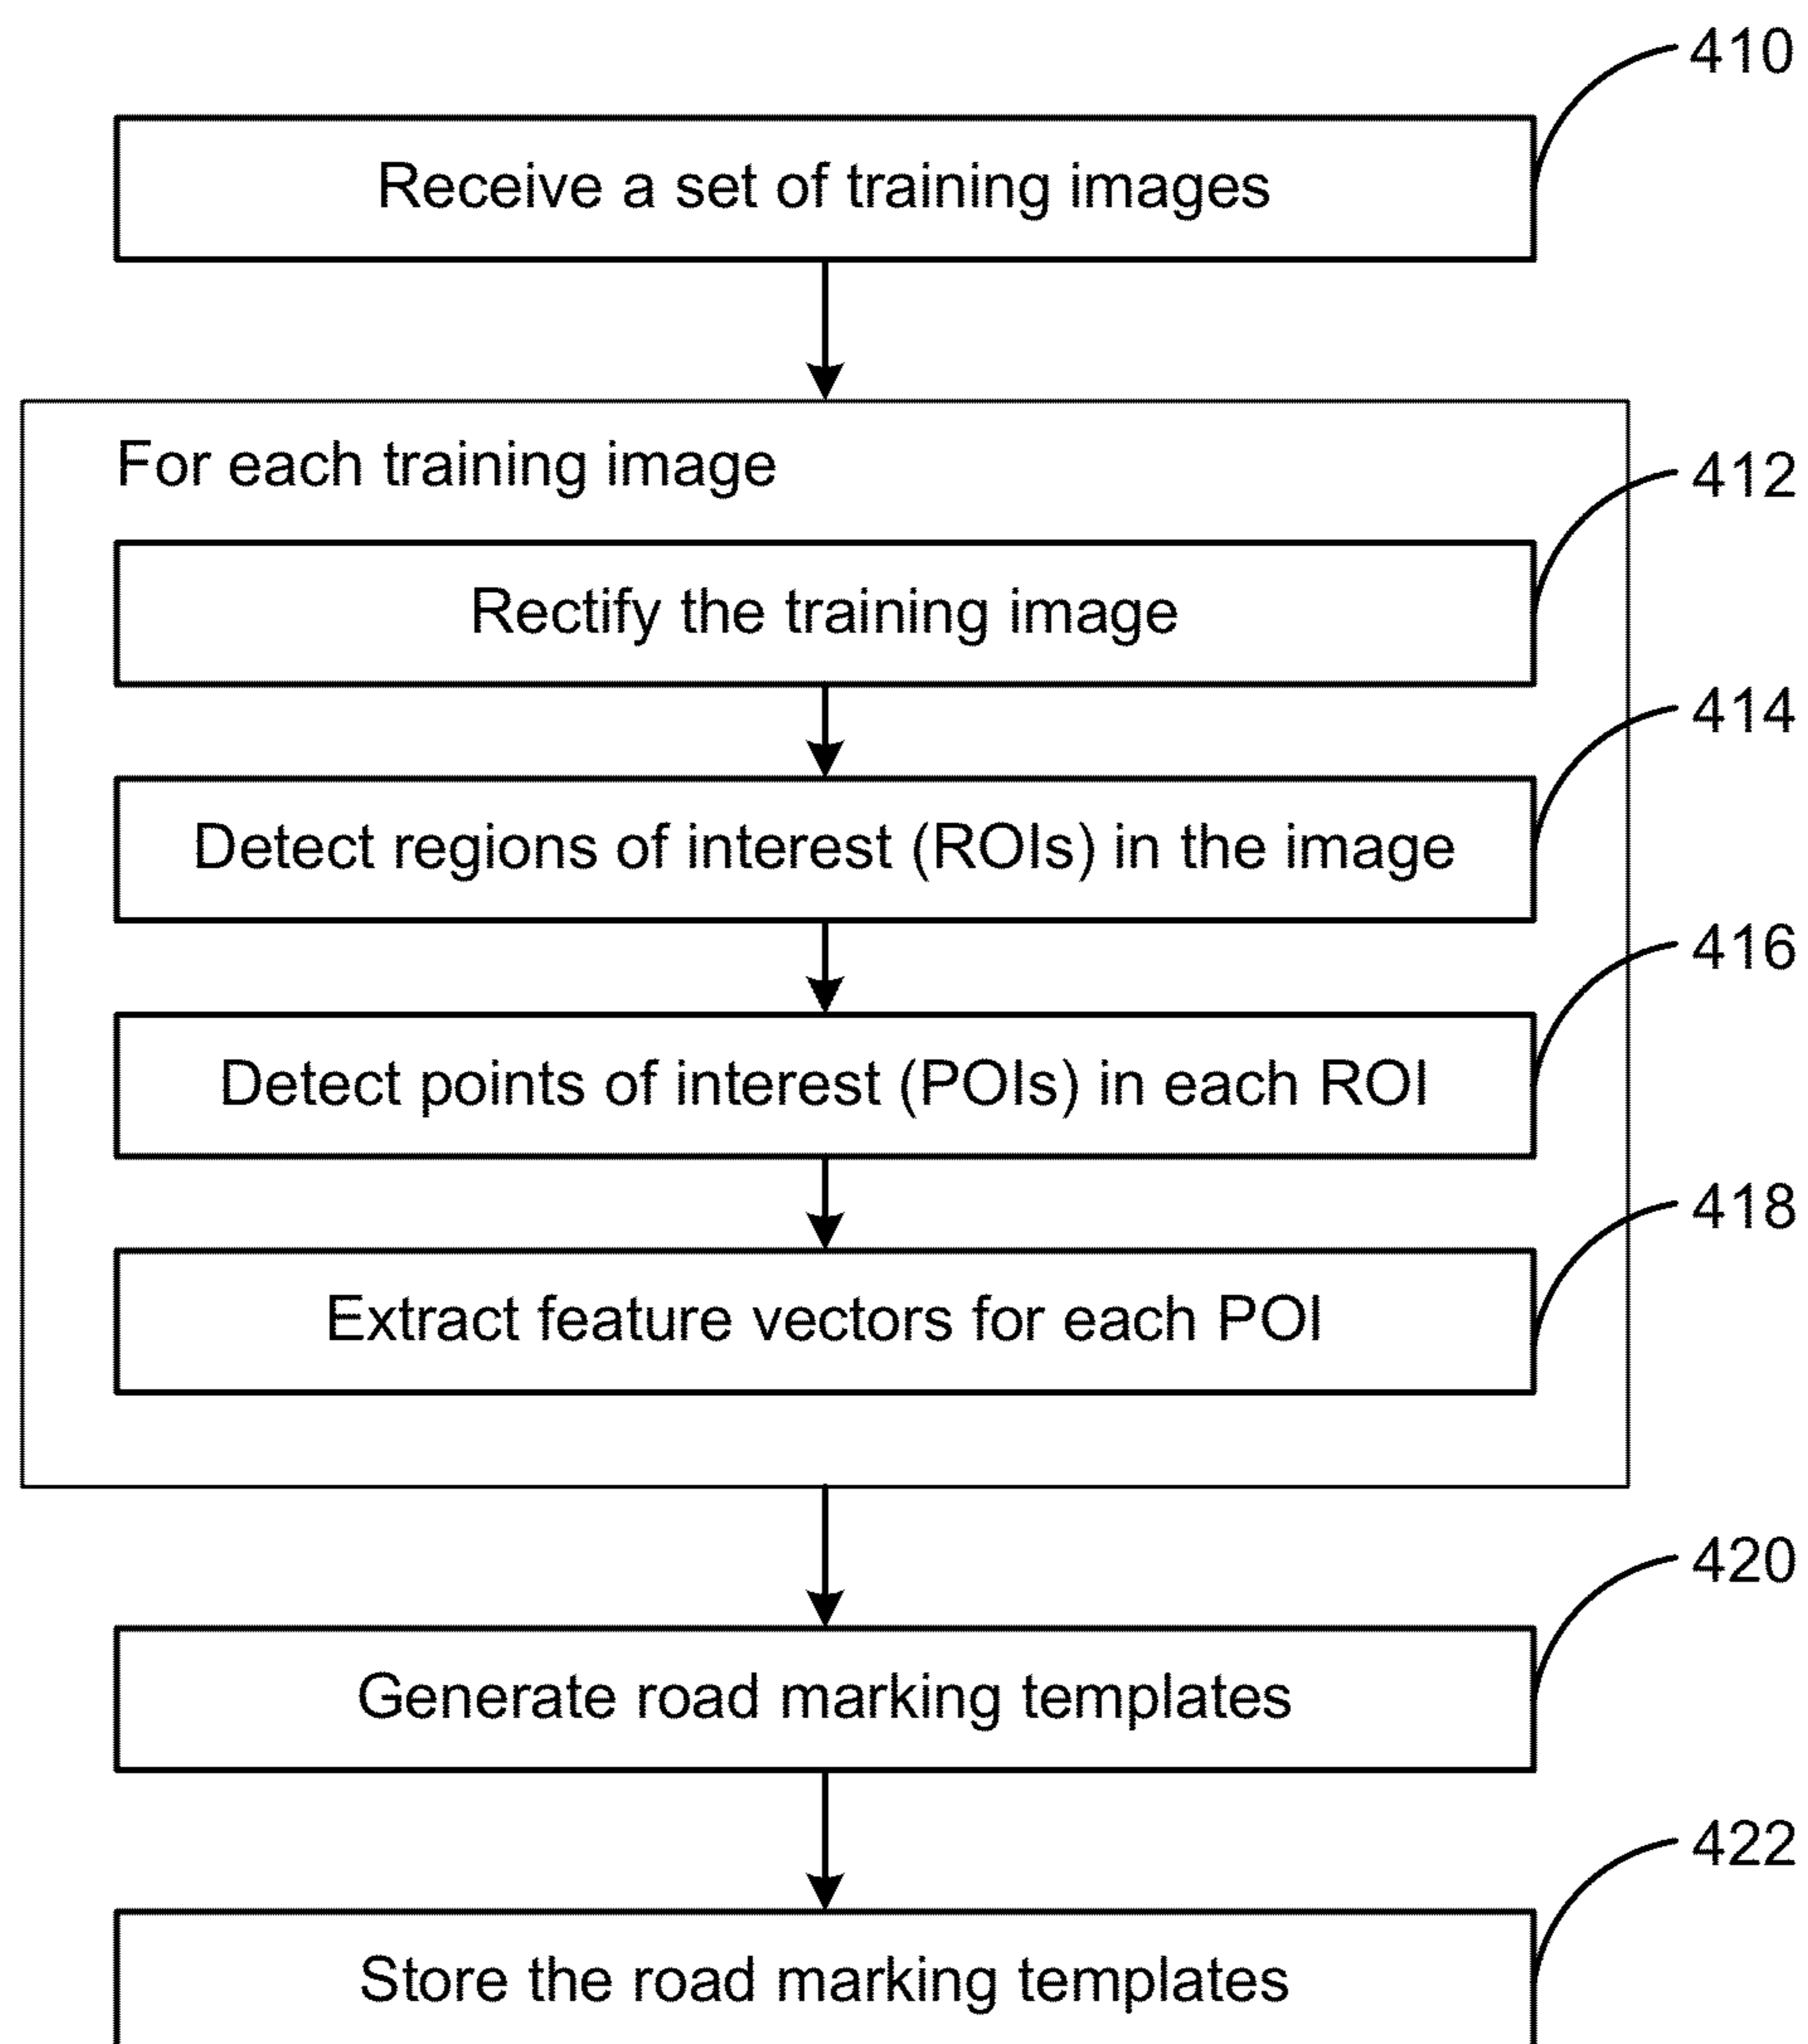 410
Receive a set of training images
For each training image
412
Rectify the training image
414
Detect regions of interest (ROIs) in the image
416
Detect points of interest (POIs) in each ROI
418
Extract feature vectors for each POI
420
Generate road marking templates
422
Store the road marking templates